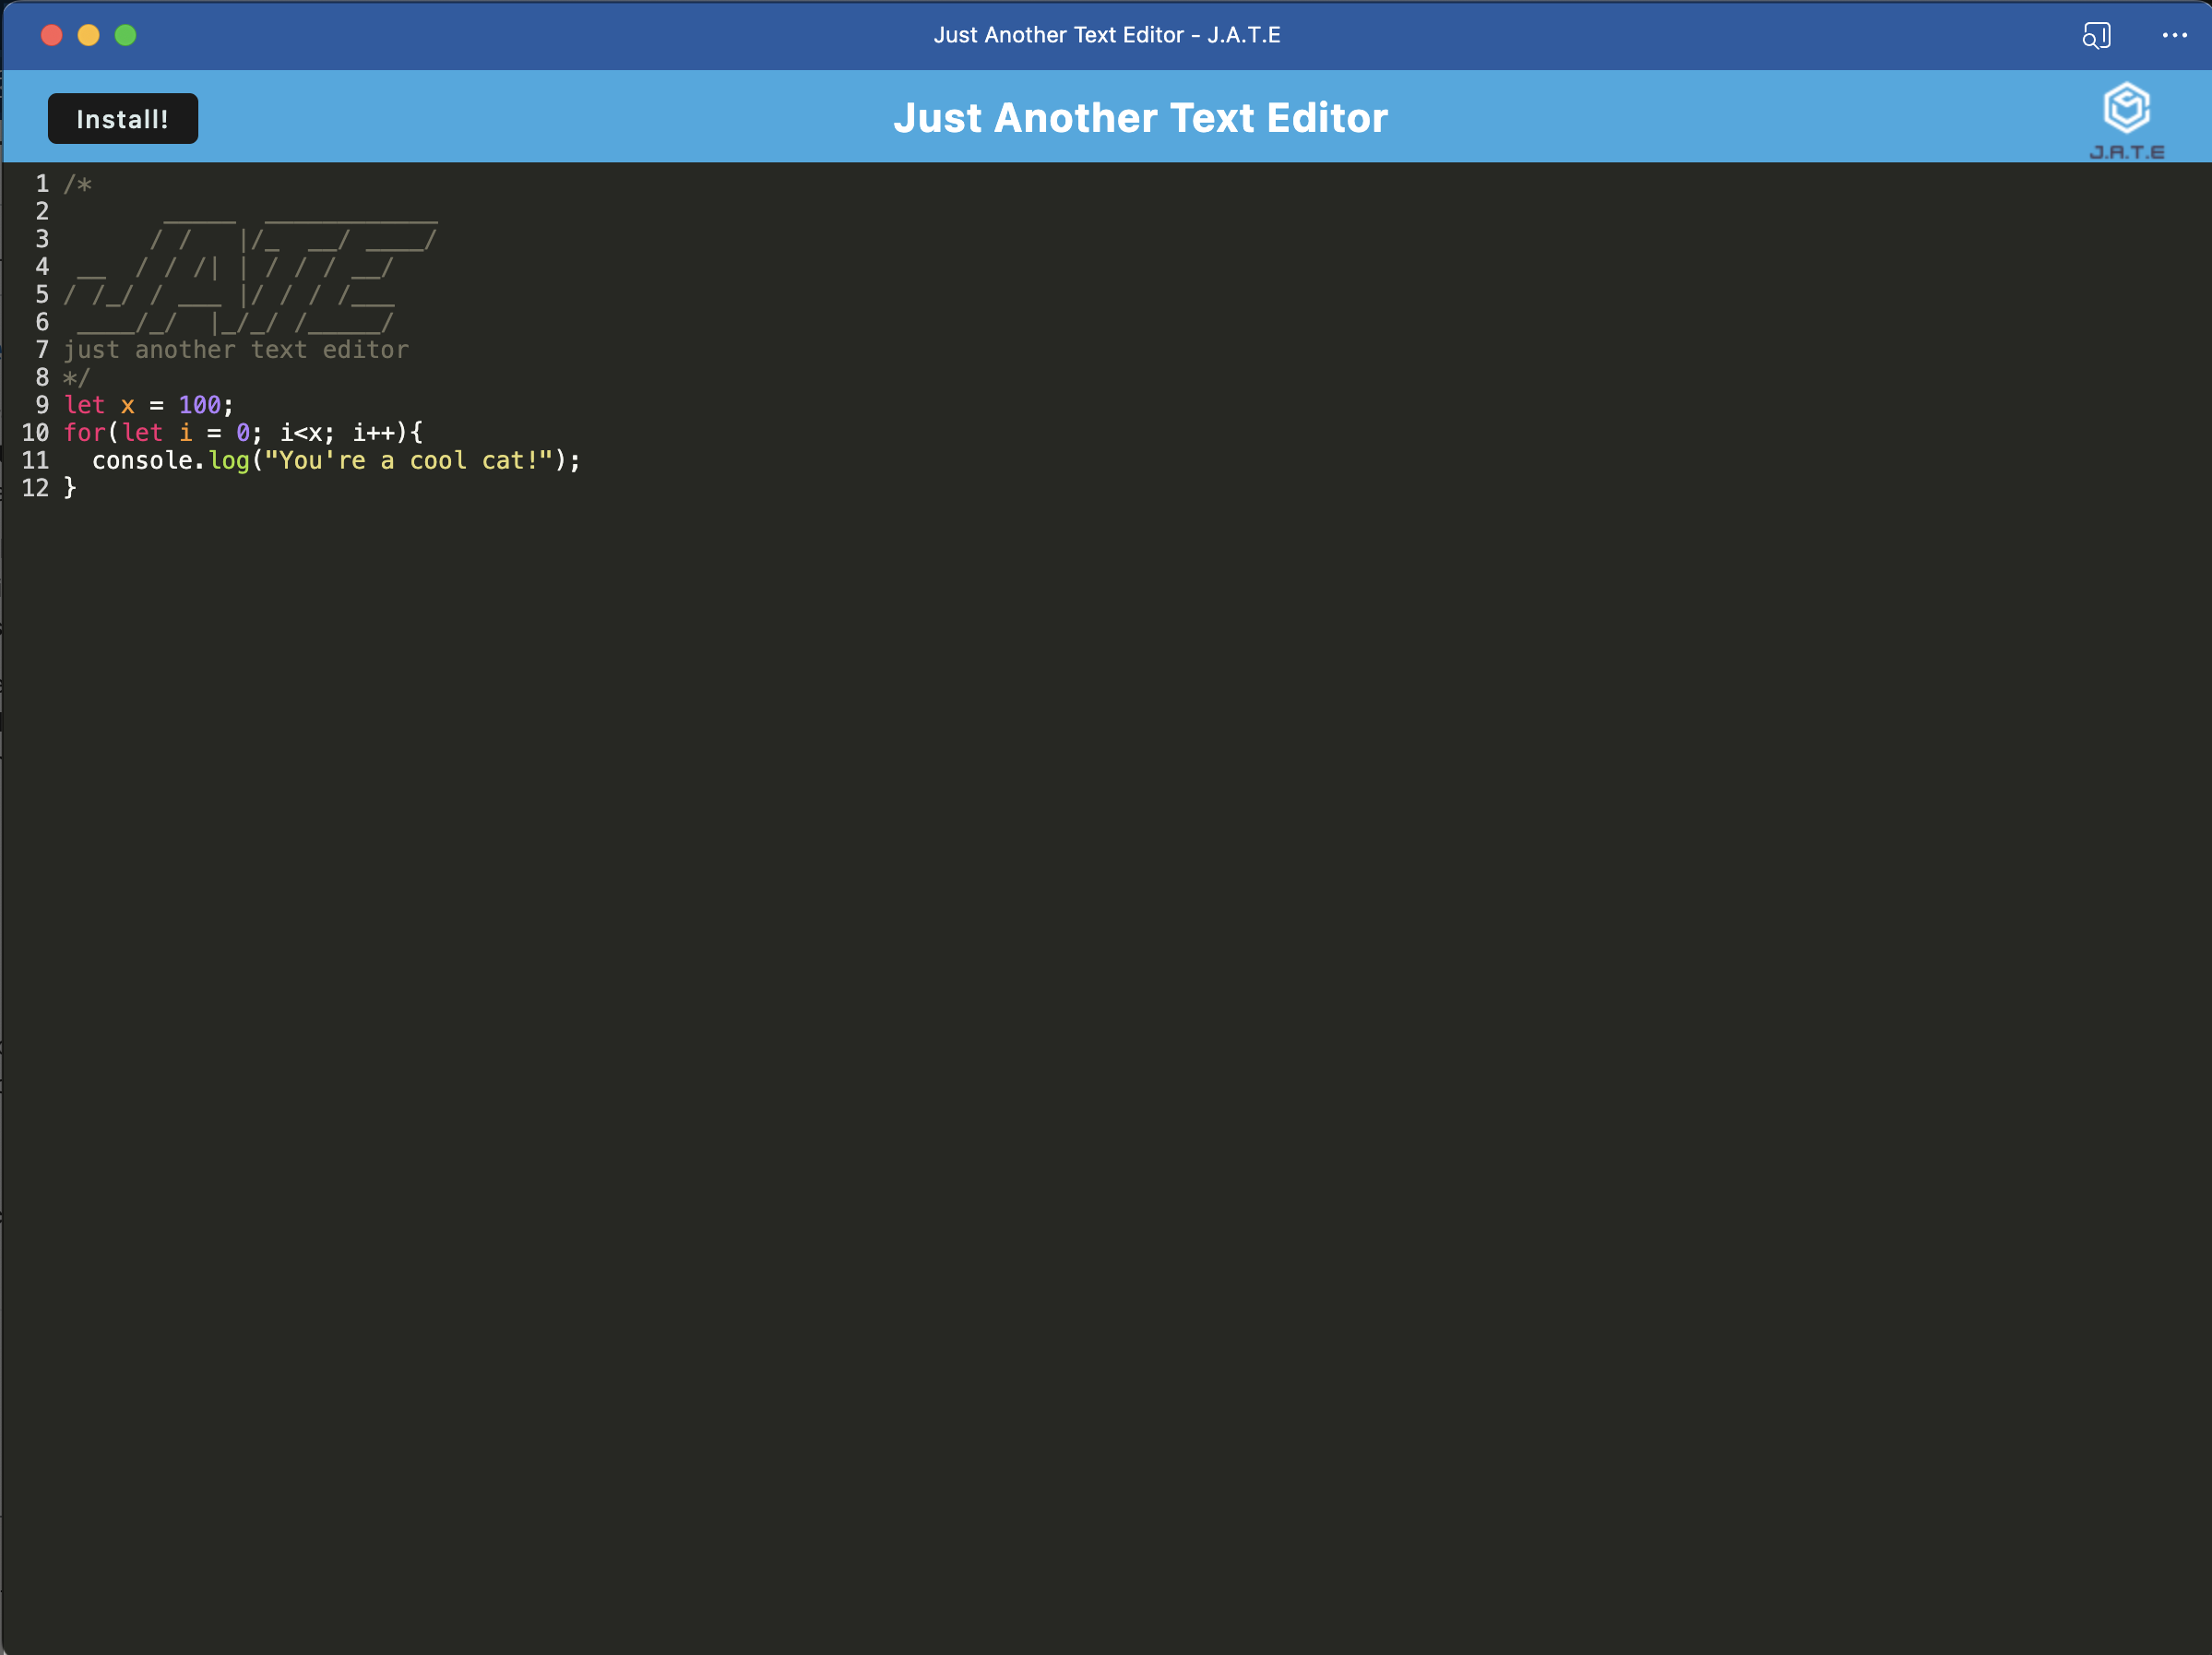 Just Another Text Editor - J.A.T.E
Install!
Just Another Text Editor
J.A.T.E
1 /*
2        _____  ____________
3       / /   |/_  __/ ____/
4  __  / / /| | / / / __/
5 / /_/ / ___ |/ / / /___
6  ____/_/  |_/_/ /_____/
7 just another text editor
8 */
9 let x = 100;
10 for(let i = 0; i<x; i++){
11   console.log("You're a cool cat!");
12 }